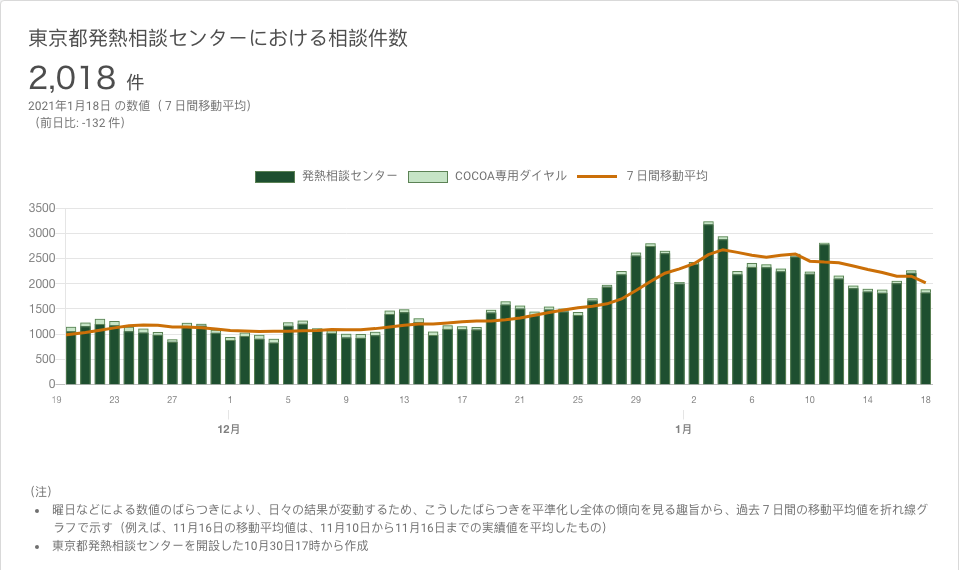 東京都発熱相談センターにおける相談件数
2,018 件
2021年1月18日 の数値（７日間移動平均）
（前日比: -132 件）
発熱相談センター COCOA専用ダイヤル ７日間移動平均
3500
3000
2500
2000
1500
1000
500
0
19 23 27 1 5 9 13 17 21 25 29 2 6 10 14 18
12月 1月
（注）
• 曜日などによる数値のばらつきにより、日々の結果が変動するため、こうしたばらつきを平準化し全体の傾向を見る趣旨から、過去７日間の移動平均値を折れ線グ
ラフで示す（例えば、11月16日の移動平均値は、11月10日から11月16日までの実績値を平均したもの）
• 東京都発熱相談センターを開設した10月30日17時から作成